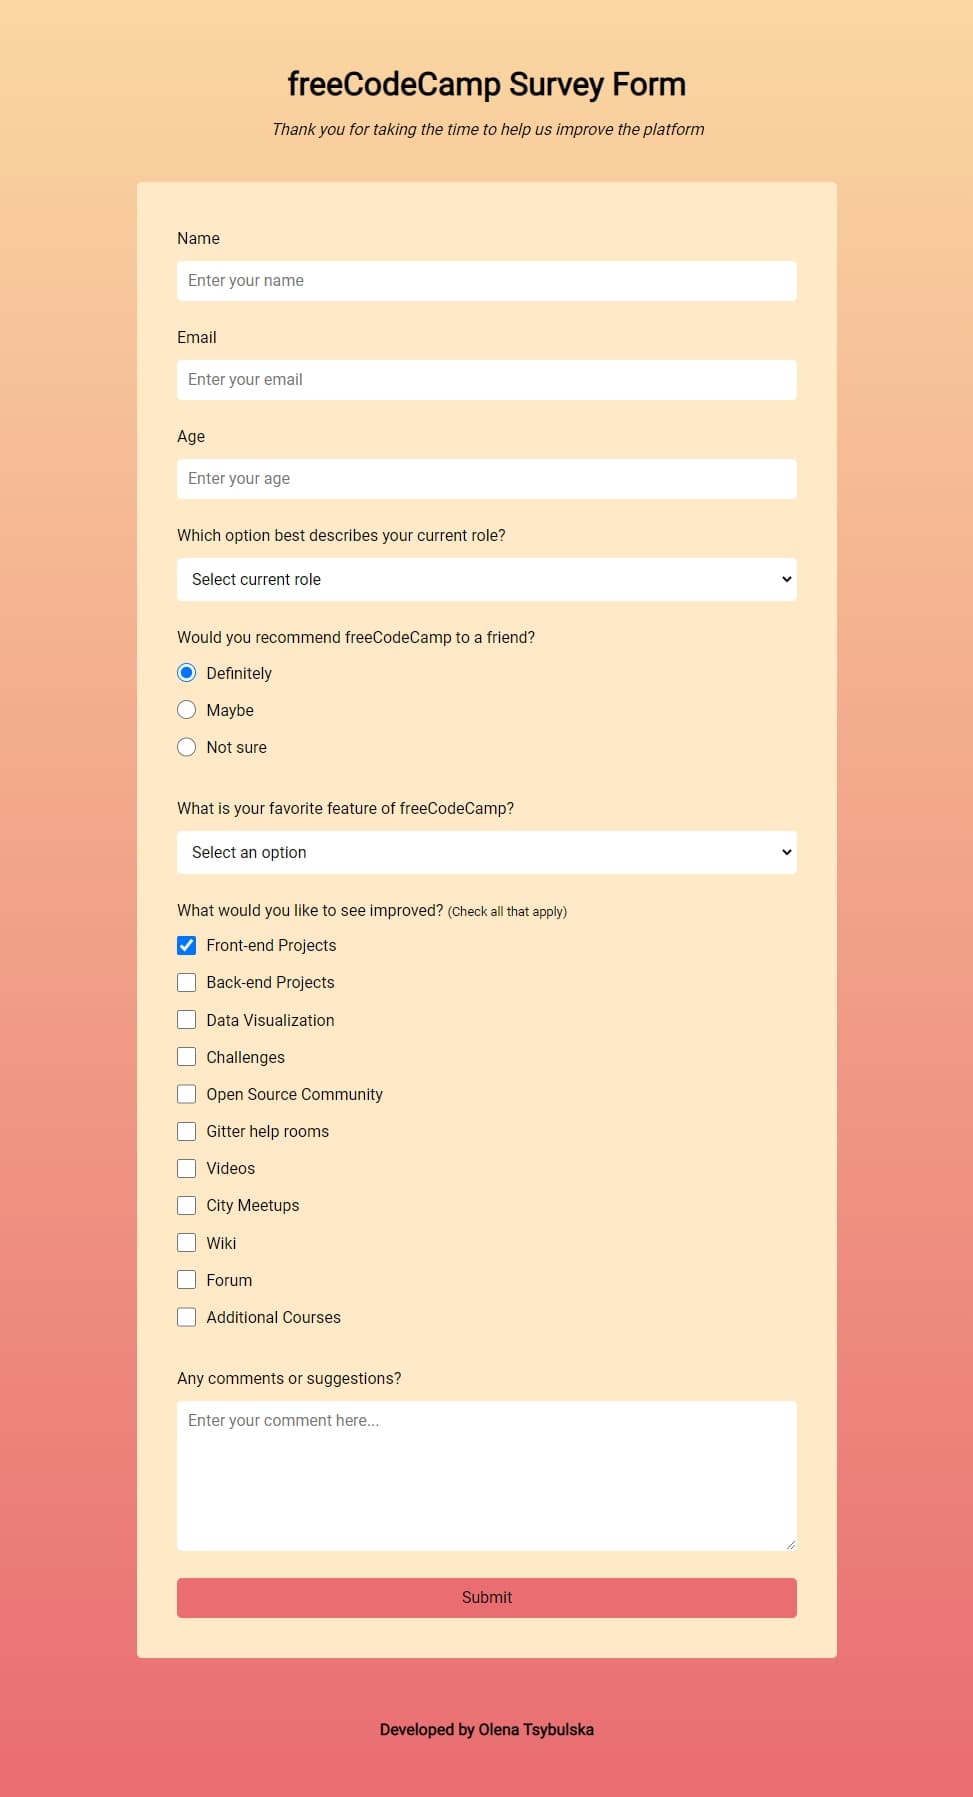 freeCodeCamp Survey Form
Thank you for taking the time to help us improve the platform
Name
Enter your name
Email
Enter your email
Age
Enter your age
Which option best describes your current role?
Select current role
Would you recommend freeCodeCamp to a friend?
Definitely
Maybe
Not sure
What is your favorite feature of freeCodeCamp?
Select an option
What would you like to see improved? (Check all that apply)
Front-end Projects
Back-end Projects
Data Visualization
Challenges
Open Source Community
Gitter help rooms
Videos
City Meetups
Wiki
Forum
Additional Courses
Any comments or suggestions?
Enter your comment here...
Submit
Developed by Olena Tsybulska